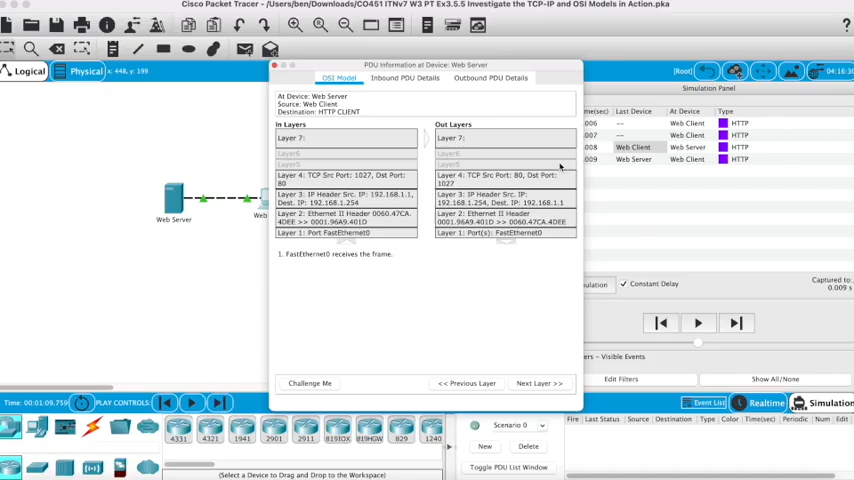 Cisco Packet Tracer - /Users/ben/Downloads/CO451 ITNv7 W3 PT Ex3.5.5 Investigate the TCP-IP and OSI Models in Action.pka
Logical
Physical
x: 448, y: 199
[Root]
04:16:30
PDU Information at Device: Web Server
OSI Model
Inbound PDU Details
Outbound PDU Details
At Device: Web Server
Source: Web Client
Destination: HTTP CLIENT
In Layers
Layer 7:
Layer6
Layer5
Layer 4: TCP Src Port: 1027, Dst Port:
80
Layer 3: IP Header Src. IP: 192.168.1.1,
Dest. IP: 192.168.1.254
Layer 2: Ethernet II Header 0060.47CA.
4DEE >> 0001.96A9.401D
Layer 1: Port FastEthernet0
Out Layers
Layer 7:
Layer6
Layer5
Layer 4: TCP Src Port: 80, Dst Port:
1027
Layer 3: IP Header Src. IP:
192.168.1.254, Dest. IP: 192.168.1.1
Layer 2: Ethernet II Header
0001.96A9.401D >> 0060.47CA.4DEE
Layer 1: Port(s): FastEthernet0
1. FastEthernet0 receives the frame.
Challenge Me
<< Previous Layer
Next Layer >>
Web Server
Web
Simulation Panel
Time(sec) Last Device At Device Type
.006 -- Web Client HTTP
.007 -- Web Client HTTP
.008 Web Client Web Server HTTP
.009 Web Server Web Client HTTP
Constant Delay
Captured to:
0.009 s
- Visible Events
Edit Filters
Show All/None
Time: 00:01:09.759
PLAY CONTROLS:
Event List
Realtime
Simulation
4331 4321 1941 2901 2911 819IOX 819HGW 829 1240
(Select a Device to Drag and Drop to the Workspace)
Scenario 0
New
Delete
Toggle PDU List Window
Fire Last Status Source Destination Type Color Time(sec) Periodic Num Edit